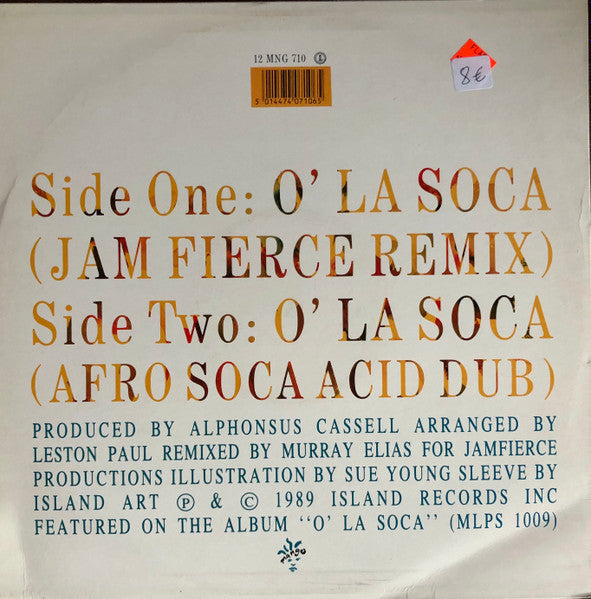 12 MNG 710 Ⓛ
5 014474 071065
8€
Side One: O' LA SOCA
(JAM FIERCE REMIX)
Side Two: O' LA SOCA
(AFRO SOCA ACID DUB)
PRODUCED BY ALPHONSUS CASSELL ARRANGED BY
LESTON PAUL REMIXED BY MURRAY ELIAS FOR JAMFIERCE
PRODUCTIONS ILLUSTRATION BY SUE YOUNG SLEEVE BY
ISLAND ART ℗ & © 1989 ISLAND RECORDS INC
FEATURED ON THE ALBUM "O' LA SOCA" (MLPS 1009)
mango